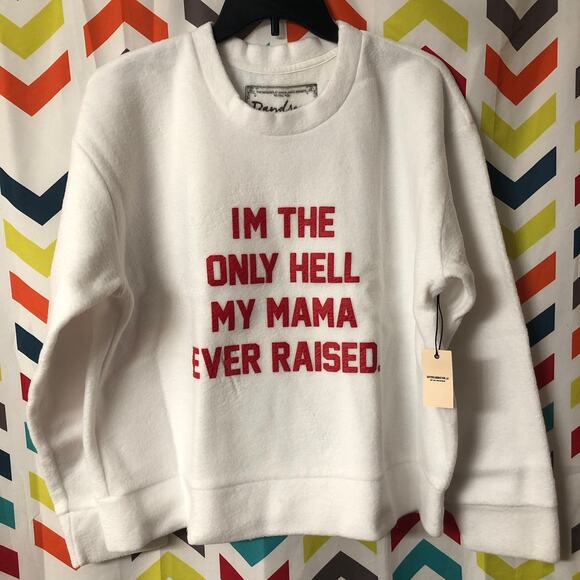 IM THE
ONLY HELL
MY MAMA
EVER RAISED.